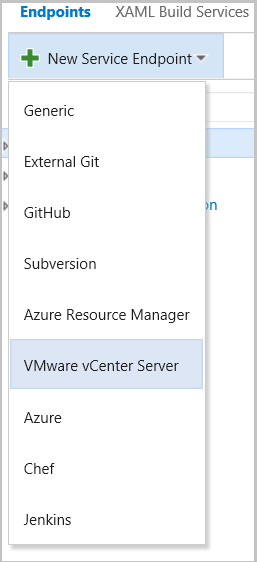 Endpoints XAML Build Services
New Service Endpoint
Generic
External Git
GitHub
on
Subversion
Azure Resource Manager
VMware vCenter Server
Azure
Chef
Jenkins